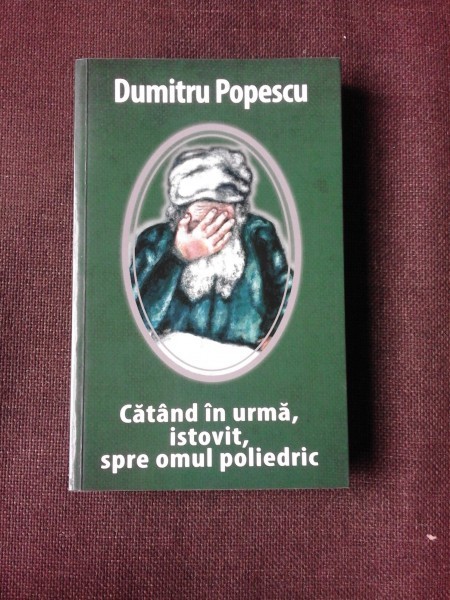 Dumitru Popescu
Cătând în urmă,
istovit,
spre omul poliedric